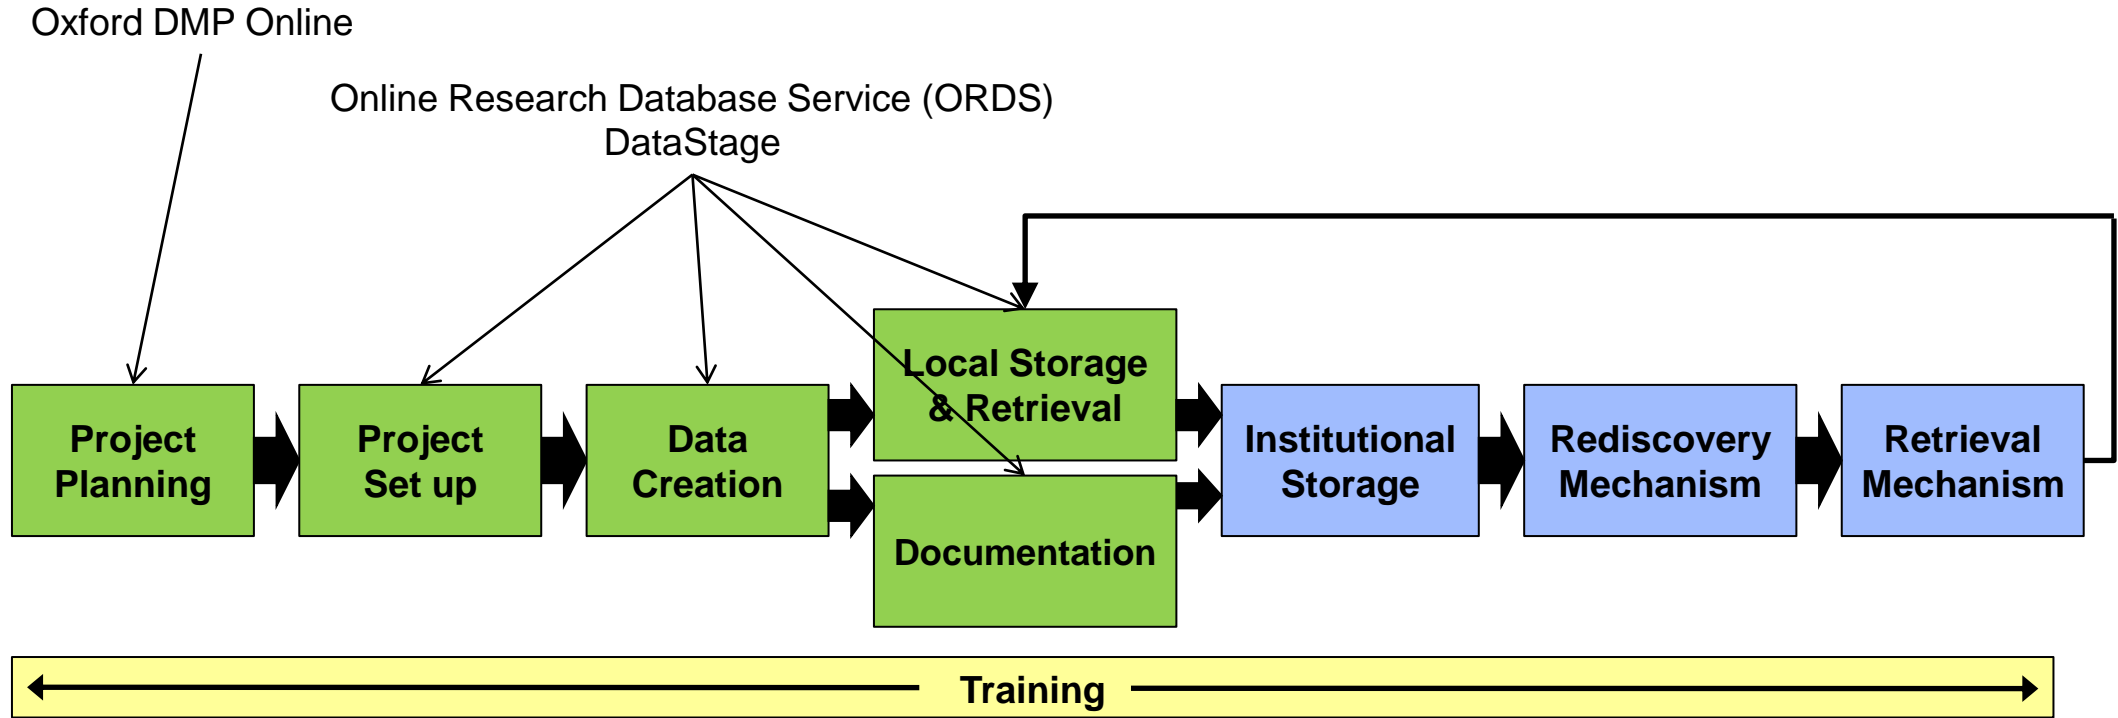 Oxford DMP Online
Online Research Database Service (ORDS)
DataStage
Project
Planning
Project
Set up
Data
Creation
Local Storage
& Retrieval
Documentation
Institutional
Storage
Rediscovery
Mechanism
Retrieval
Mechanism
Training